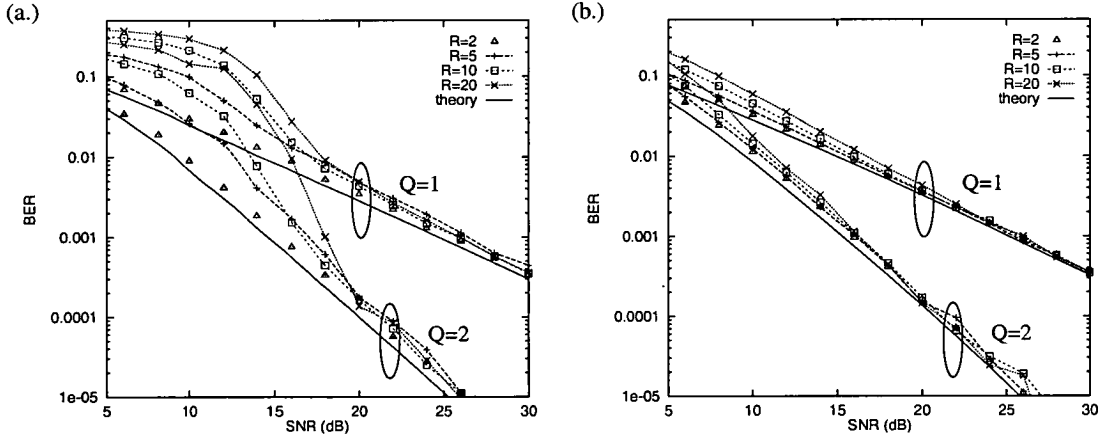 (a.)
R=2
R=5
R=10
R=20
theory
0.1
0.01
0.001
0.0001
1e-05
BER
Q=1
Q=2
5 10 15 20 25 30
SNR (dB)
(b.)
R=2
R=5
R=10
R=20
theory
0.1
0.01
0.001
0.0001
1e-05
BER
Q=1
Q=2
5 10 15 20 25 30
SNR (dB)